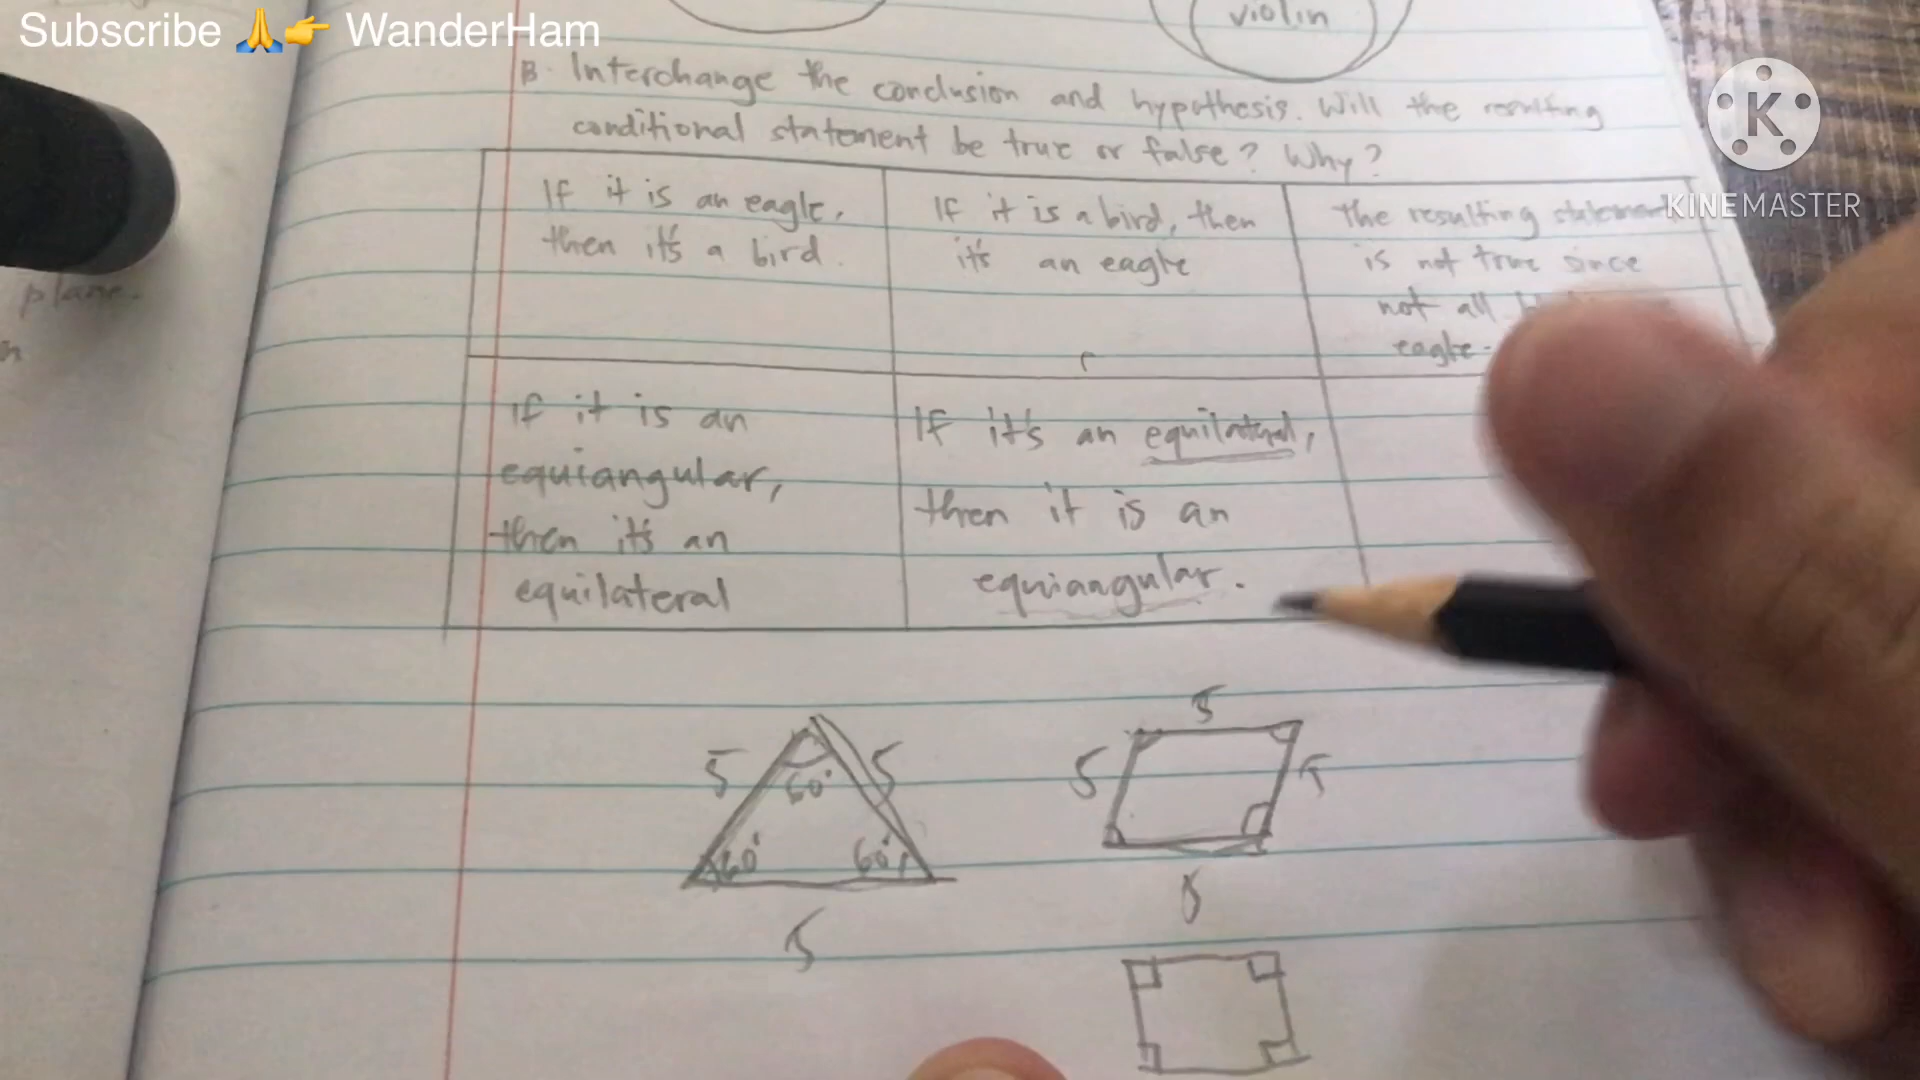 Subscribe 🙏👉 WanderHam
violin
B. Interchange the conclusion and hypothesis. Will the resulting
conditional statement be true or false? Why?
If it is an eagle,
then it's a bird.
If it is a bird, then
it's an eagle
The resulting statement
is not true since
not all
eagle.
If it is an
equiangular,
then it's an
equilateral
If it's an equilateral,
then it is an
equiangular.
K
KINEMASTER
plane.
5
5
60°
60°
60°
5
5
5
5